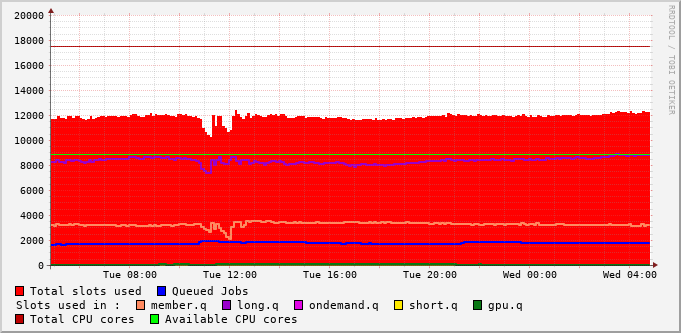 20000
18000
16000
14000
12000
10000
8000
6000
4000
2000
0
Tue 08:00 Tue 12:00 Tue 16:00 Tue 20:00 Wed 00:00 Wed 04:00
Total slots used Queued Jobs
Slots used in : member.q long.q ondemand.q short.q gpu.q
Total CPU cores Available CPU cores
RRDTOOL / TOBI OETIKER